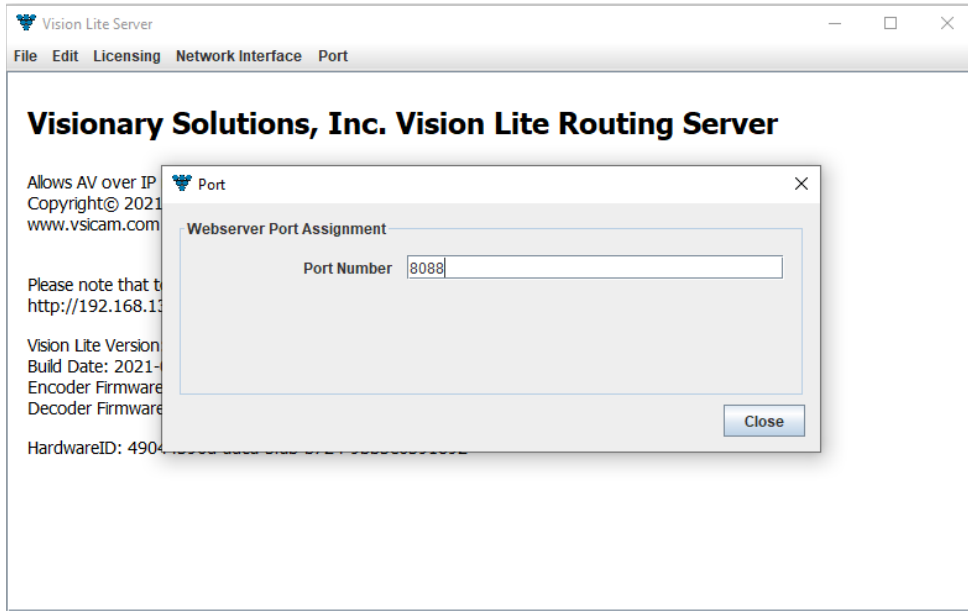 Vision Lite Server
File Edit Licensing Network Interface Port
Visionary Solutions, Inc. Vision Lite Routing Server
Allows AV over IP
Copyright© 2021
www.vsicam.com
Please note that
http://192.168.13
Vision Lite Version
Build Date: 2021-
Encoder Firmware
Decoder Firmware
HardwareID: 490
Port
Webserver Port Assignment
Port Number 8088
Close